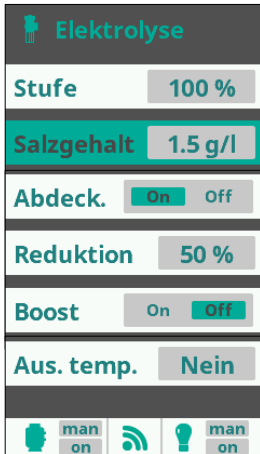 Elektrolyse
Stufe 100 %
Salzgehalt 1.5 g/l
Abdeck. On Off
Reduktion 50 %
Boost On Off
Aus. temp. Nein
man man
on on